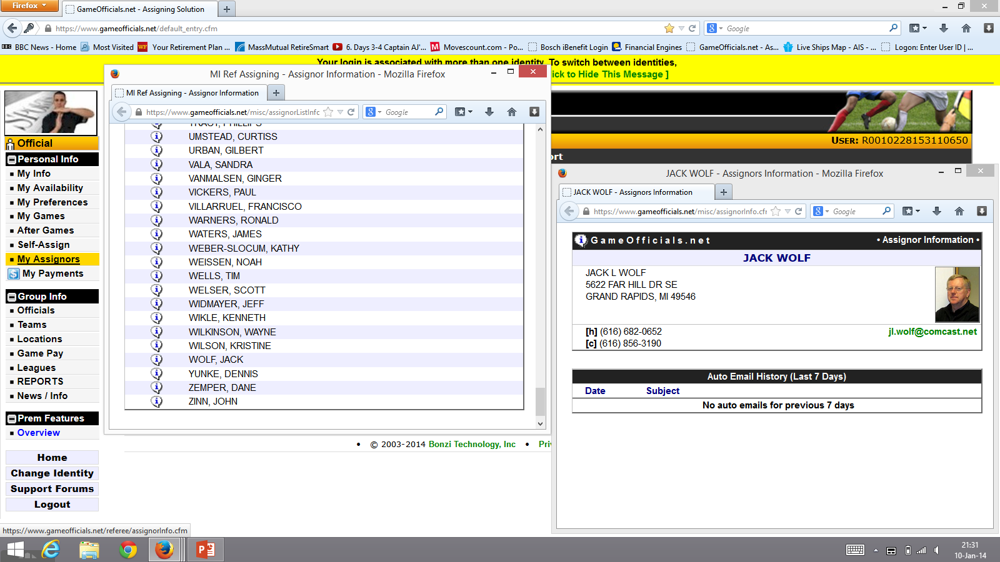 Firefox
GameOfficials.net - Assigning Solution
https://www.gameofficials.net/default_entry.cfm
Google
BBC News - Home
Most Visited
Your Retirement Plan ...
MassMutual RetireSmart
6. Days 3-4 Captain AJ'...
Movescount.com - Po...
Bosch iBenefit Login
Financial Engines
GameOfficials.net - As...
Live Ships Map - AIS - ...
Logon: Enter User ID | ...
Your login is associated with more than one identity. To switch between identities,
ick to Hide This Message ]
USER: R0010228153110650
ort
Official
Personal Info
My Info
My Availability
My Preferences
My Games
After Games
Self-Assign
My Assignors
My Payments
Group Info
Officials
Teams
Locations
Game Pay
Leagues
REPORTS
News / Info
Prem Features
Overview
Home
Change Identity
Support Forums
Logout
MI Ref Assigning - Assignor Information - Mozilla Firefox
MI Ref Assigning - Assignor Information
https://www.gameofficials.net/misc/assignorListInfo
Google
TRACY, PHILLIPS
UMSTEAD, CURTISS
URBAN, GILBERT
VALA, SANDRA
VANMALSEN, GINGER
VICKERS, PAUL
VILLARRUEL, FRANCISCO
WARNERS, RONALD
WATERS, JAMES
WEBER-SLOCUM, KATHY
WEISSEN, NOAH
WELLS, TIM
WELSER, SCOTT
WIDMAYER, JEFF
WIKLE, KENNETH
WILKINSON, WAYNE
WILSON, KRISTINE
WOLF, JACK
YUNKE, DENNIS
ZEMPER, DANE
ZINN, JOHN
• © 2003-2014 Bonzi Technology, Inc • Pri
JACK WOLF - Assignors Information - Mozilla Firefox
JACK WOLF - Assignors Information
https://www.gameofficials.net/misc/assignorInfo.cfr
Google
GameOfficials.net
• Assignor Information •
JACK WOLF
JACK L WOLF
5622 FAR HILL DR SE
GRAND RAPIDS, MI 49546
[h] (616) 682-0652
jl.wolf@comcast.net
[c] (616) 856-3190
Auto Email History (Last 7 Days)
Date Subject
No auto emails for previous 7 days
https://www.gameofficials.net/referee/assignorInfo.cfm
21:31
10-Jan-14